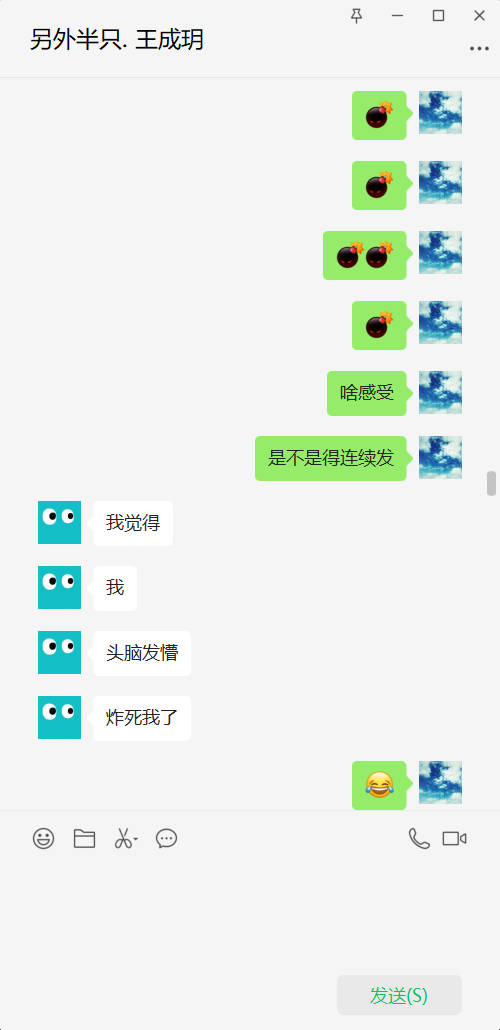 另外半只. 王成玥
啥感受
是不是得连续发
我觉得
我
头脑发懵
炸死我了
发送(S)